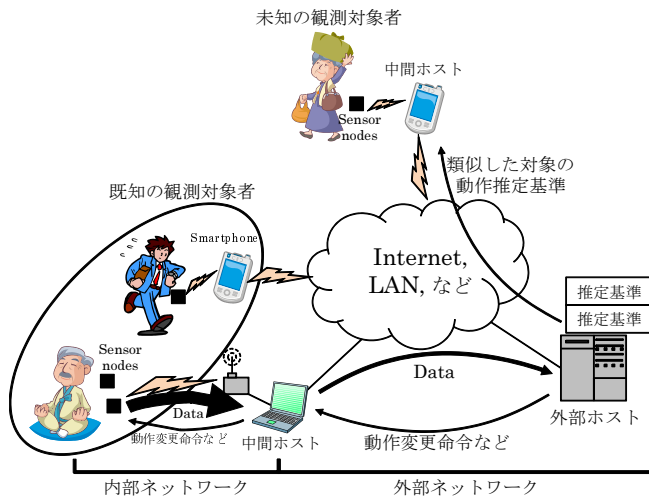 未知の観測対象者
中間ホスト
Sensor
nodes
類似した対象の
動作推定基準
既知の観測対象者
Smartphone
Internet,
LAN, など
推定基準
推定基準
Sensor
nodes
Data
Data
動作変更命令など
中間ホスト
動作変更命令など
外部ホスト
内部ネットワーク
外部ネットワーク